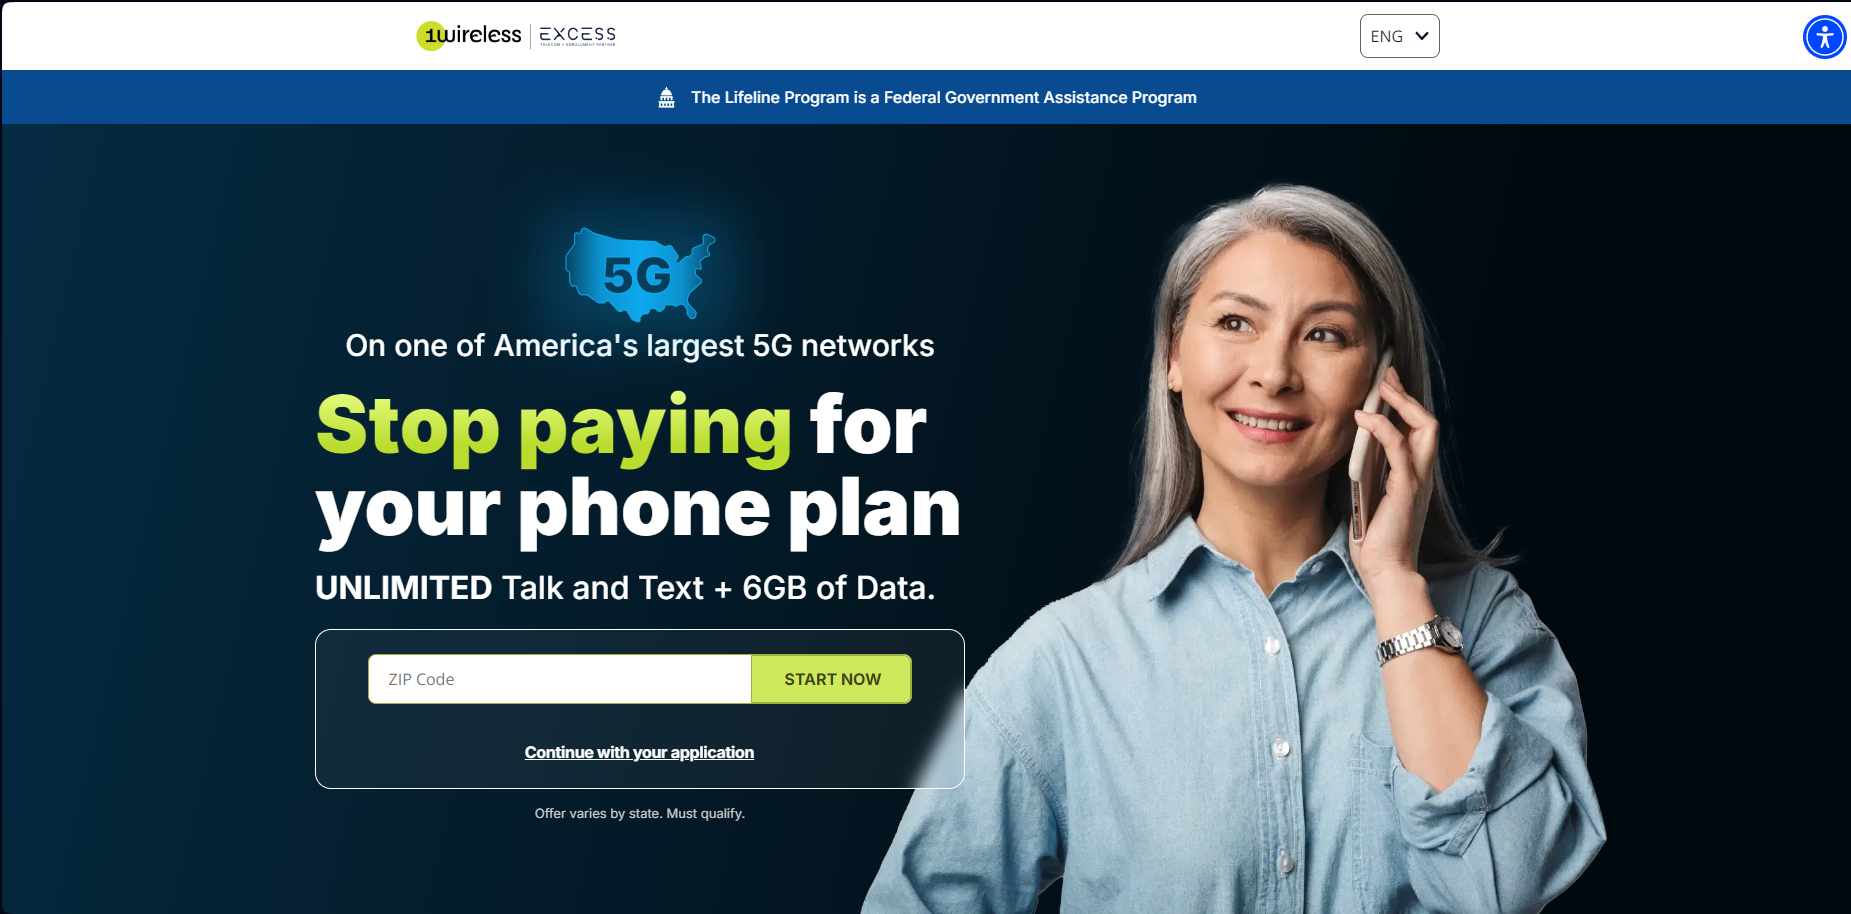 1wireless EXCESS
TELECOM • ENROLLMENT PARTNER
ENG
The Lifeline Program is a Federal Government Assistance Program
5G
On one of America's largest 5G networks
Stop paying for
your phone plan
UNLIMITED Talk and Text + 6GB of Data.
ZIP Code START NOW
Continue with your application
Offer varies by state. Must qualify.